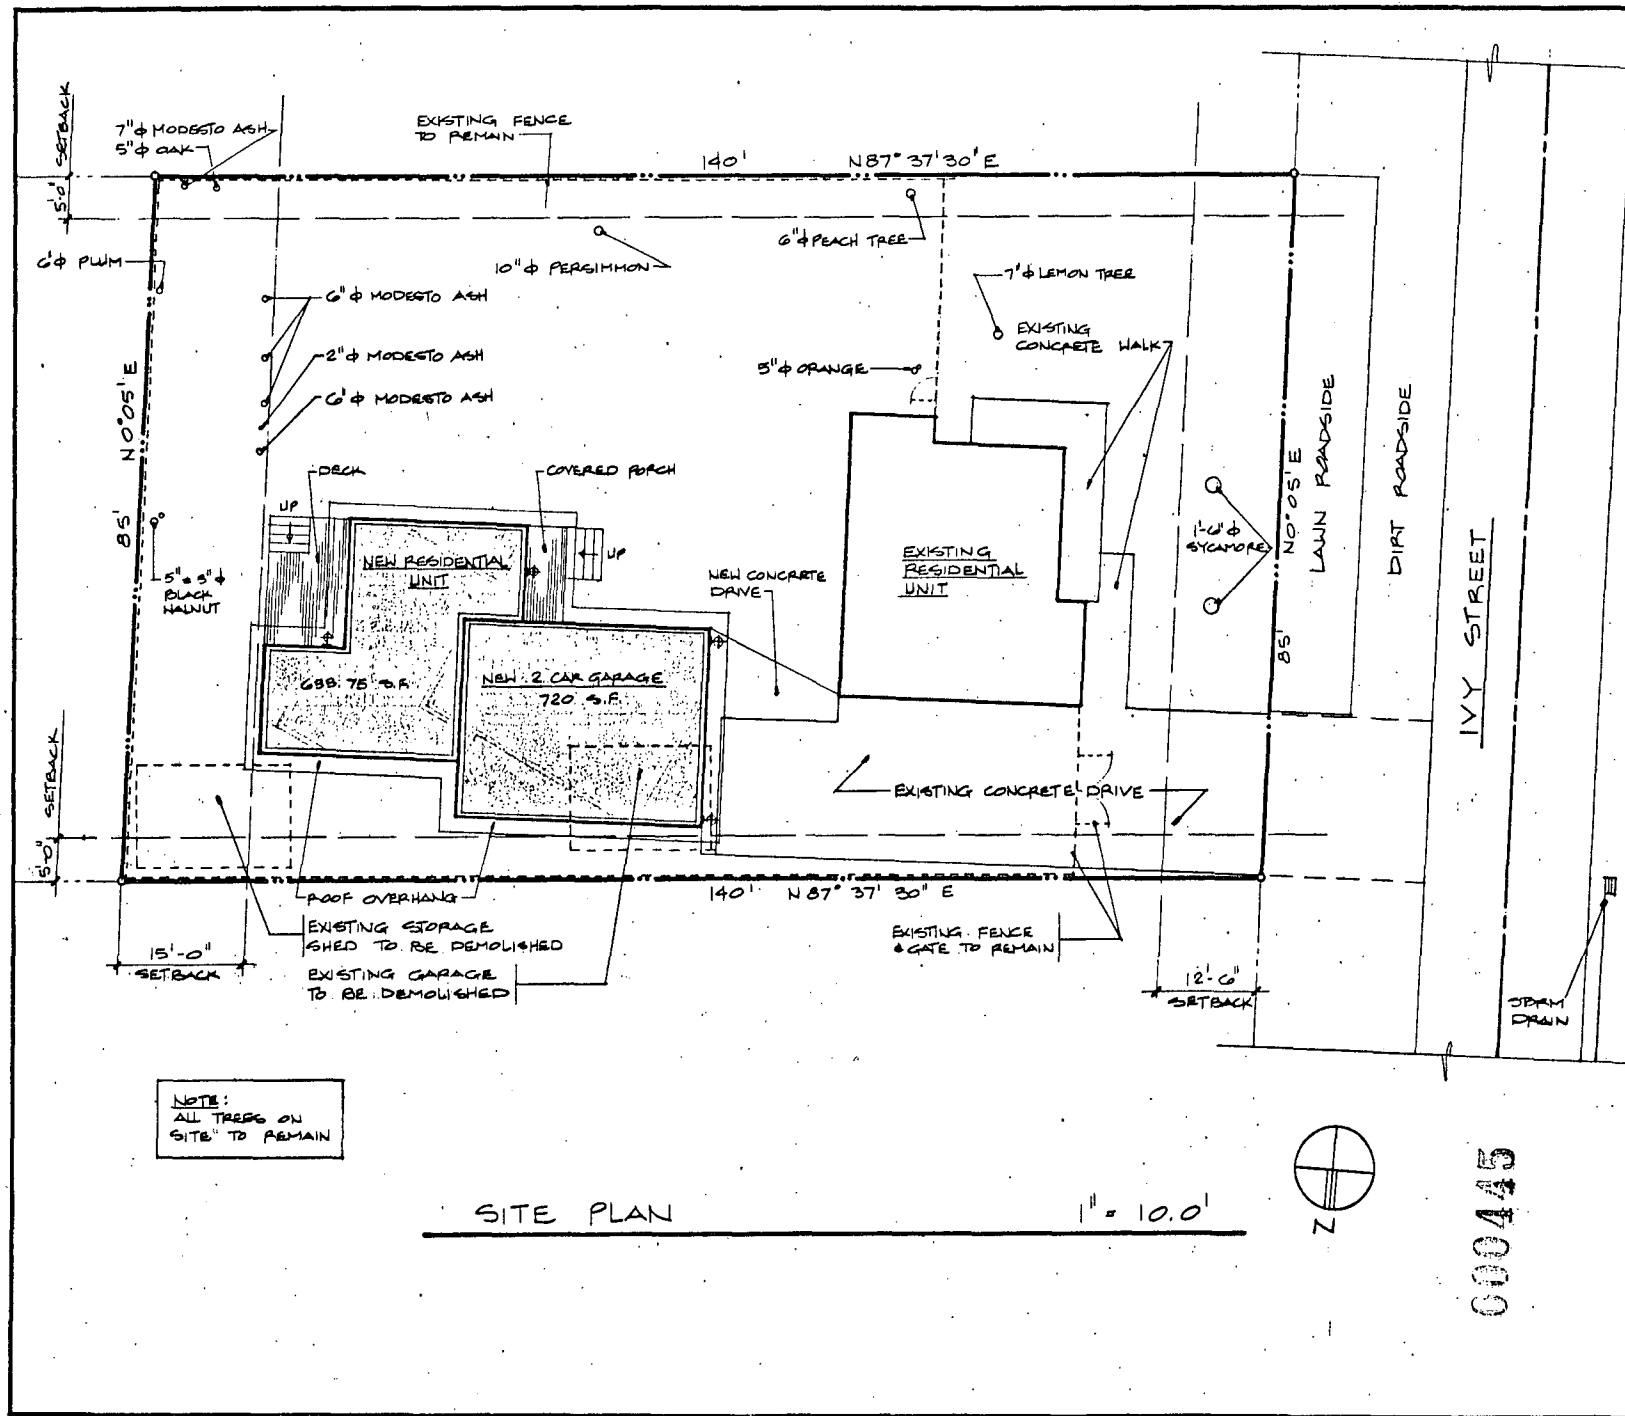 5'-0" SETBACK
7"ϕ MODESTO ASH
5"ϕ OAK
EXISTING FENCE
TO REMAIN
140'
N87° 37' 30" E
6'ϕ PLUM
10"ϕ PERSIMMON
6"ϕ PEACH TREE
7'ϕ LEMON TREE
6"ϕ MODESTO ASH
2"ϕ MODESTO ASH
6'ϕ MODESTO ASH
EXISTING
CONCRETE WALK
5"ϕ ORANGE
N0°05'E
85'
DECK
COVERED PORCH
UP
UP
NEW RESIDENTIAL
UNIT
5" & 3"ϕ
BLACK
WALNUT
NEW CONCRETE
DRIVE
EXISTING
RESIDENTIAL
UNIT
1'-6"ϕ
SYCAMORE
N0°05'E
85'
LAWN ROADSIDE
DIRT ROADSIDE
IVY STREET
688.75 S.F.
NEW 2 CAR GARAGE
720 S.F.
EXISTING CONCRETE DRIVE
5'-0" SETBACK
140' N87° 37' 30" E
ROOF OVERHANG
EXISTING STORAGE
SHED TO BE DEMOLISHED
EXISTING GARAGE
TO BE DEMOLISHED
EXISTING FENCE
& GATE TO REMAIN
15'-0"
SETBACK
12'-6"
SETBACK
STORM
DRAIN
NOTE:
ALL TREES ON
SITE TO REMAIN
SITE PLAN
1" = 10.0'
N
000445